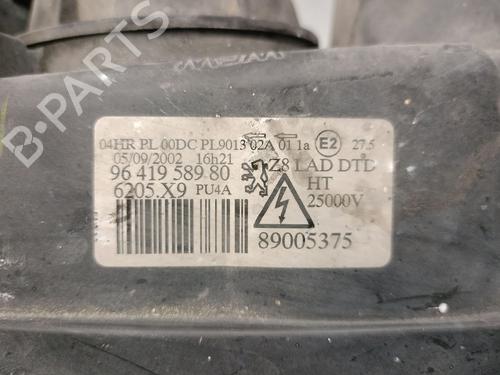 B-PARTS
04HR PL 00DC PL9013 02A 01 1a E2 27.5
05/09/2002 16h21 Z8 LAD DTD
96 419 589 80 HT
6205.X9 PU4A 25000V
89005375